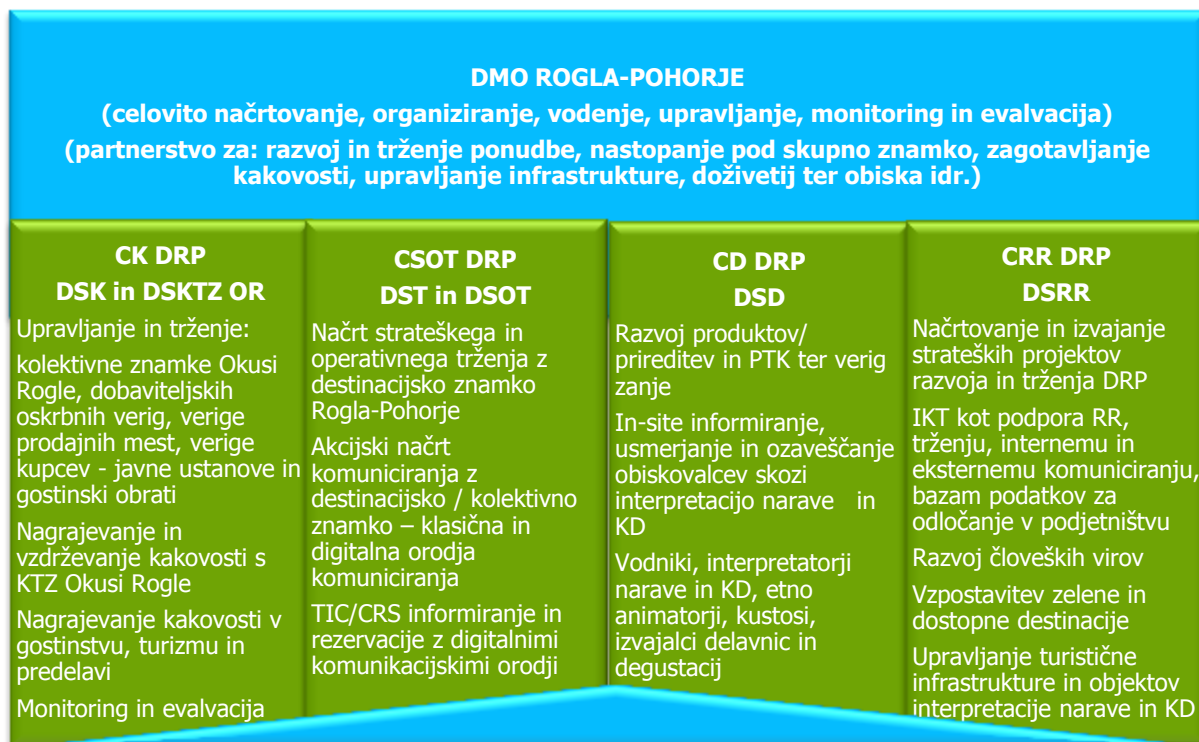 DMO ROGLA-POHORJE
(celovito načrtovanje, organiziranje, vodenje, upravljanje, monitoring in evalvacija)
(partnerstvo za: razvoj in trženje ponudbe, nastopanje pod skupno znamko, zagotavljanje
kakovosti, upravljanje infrastrukture, doživetij ter obiska idr.)
CK DRP
DSK in DSKTZ OR
Upravljanje in trženje:
kolektivne znamke Okusi
Rogle, dobaviteljskih
oskrbnih verig, verige
prodajnih mest, verige
kupcev - javne ustanove in
gostinski obrati
Nagrajevanje in
vzdrževanje kakovosti s
KTZ Okusi Rogle
Nagrajevanje kakovosti v
gostinstvu, turizmu in
predelavi
Monitoring in evalvacija
CSOT DRP
DST in DSOT
Načrt strateškega in
operativnega trženja z
destinacijsko znamko
Rogla-Pohorje
Akcijski načrt
komuniciranja z
destinacijsko / kolektivno
znamko – klasična in
digitalna orodja
komuniciranja
TIC/CRS informiranje in
rezervacije z digitalnimi
komunikacijskimi orodji
CD DRP
DSD
Razvoj produktov/
prireditev in PTK ter verig
zanje
In-site informiranje,
usmerjanje in ozaveščanje
obiskovalcev skozi
interpretacijo narave in
KD
Vodniki, interpretatorji
narave in KD, etno
animatorji, kustosi,
izvajalci delavnic in
degustacij
CRR DRP
DSRR
Načrtovanje in izvajanje
strateških projektov
razvoja in trženja DRP
IKT kot podpora RR,
trženju, internemu in
eksternemu komuniciranju,
bazam podatkov za
odločanje v podjetništvu
Razvoj človeških virov
Vzpostavitev zelene in
dostopne destinacije
Upravljanje turistične
infrastrukture in objektov
interpretacije narave in KD